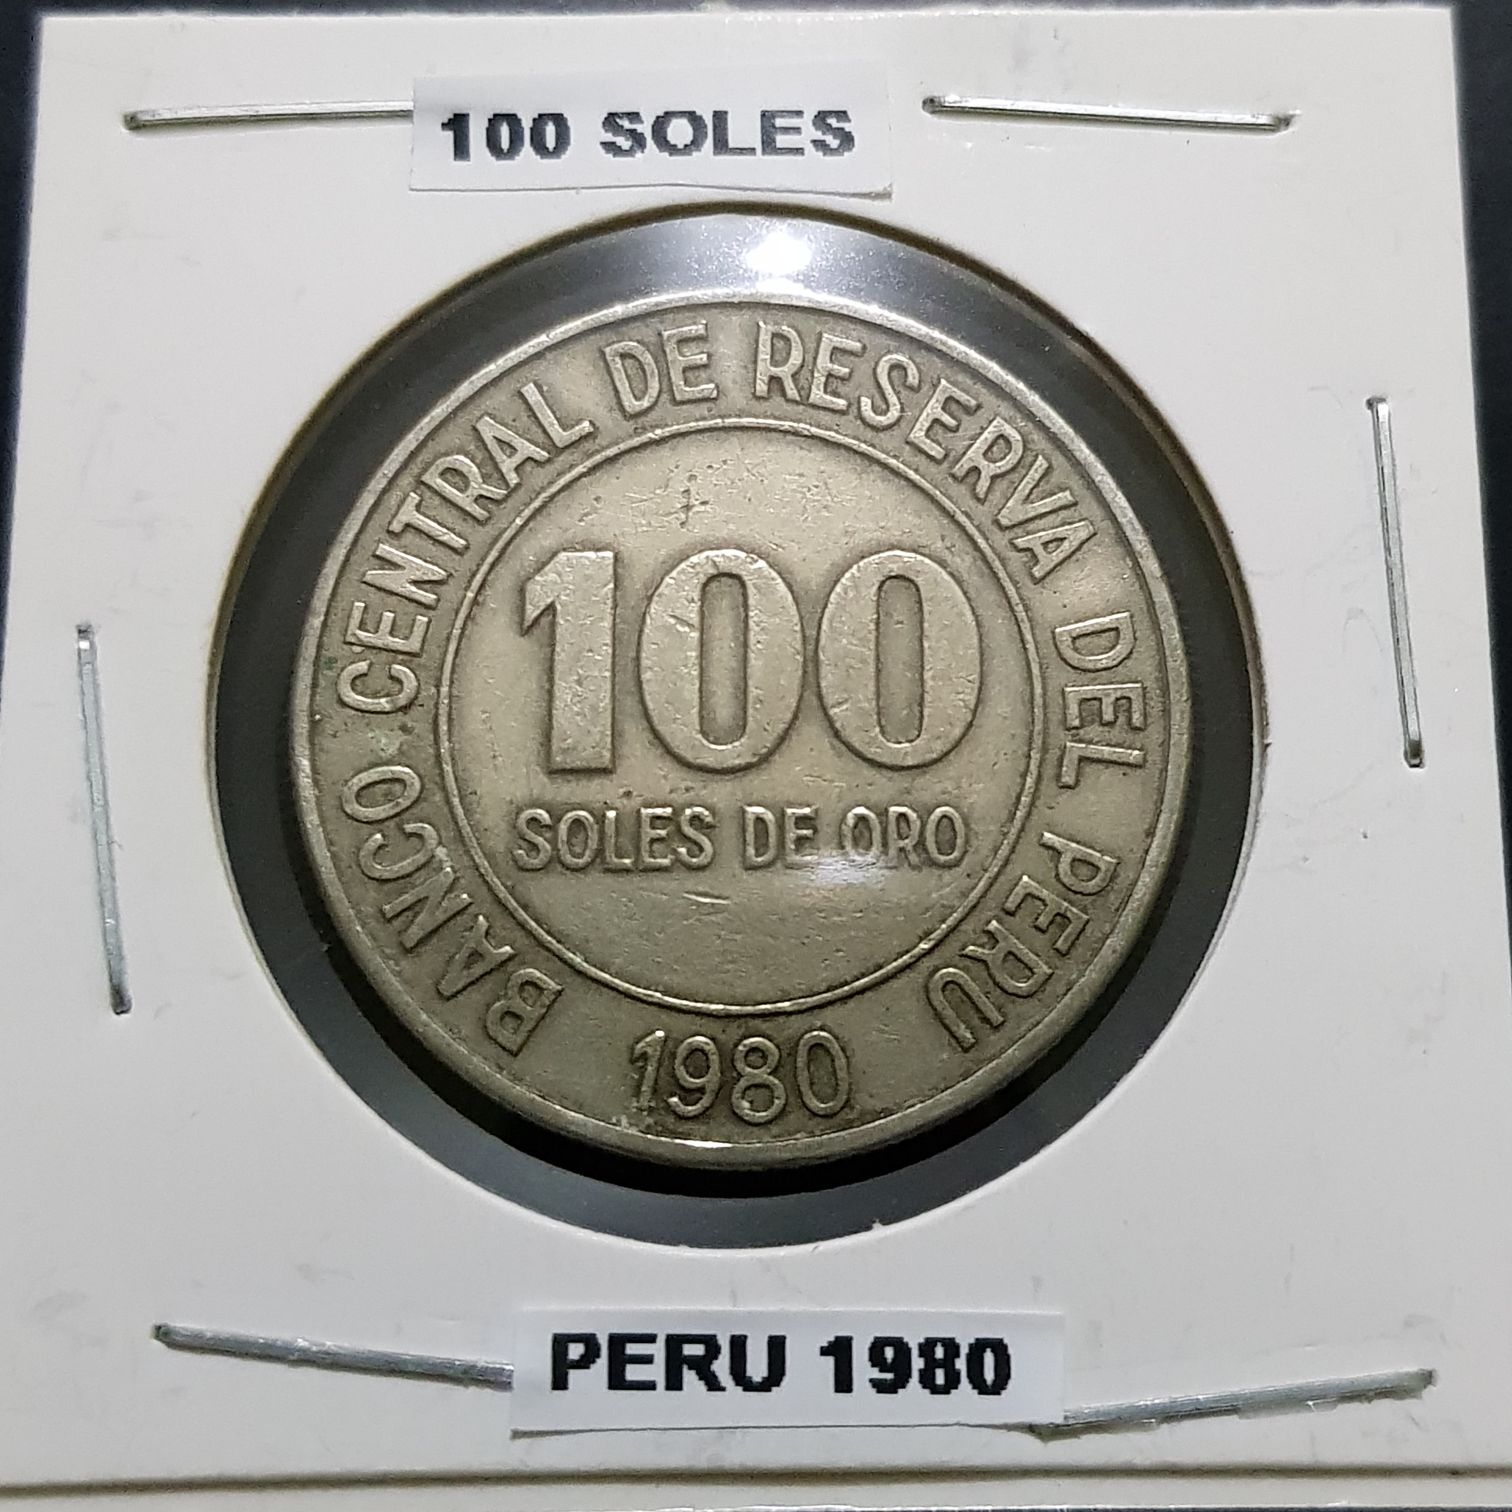 100 SOLES
BANCO CENTRAL DE RESERVA DEL PERU
100
SOLES DE ORO
1980
PERU 1980